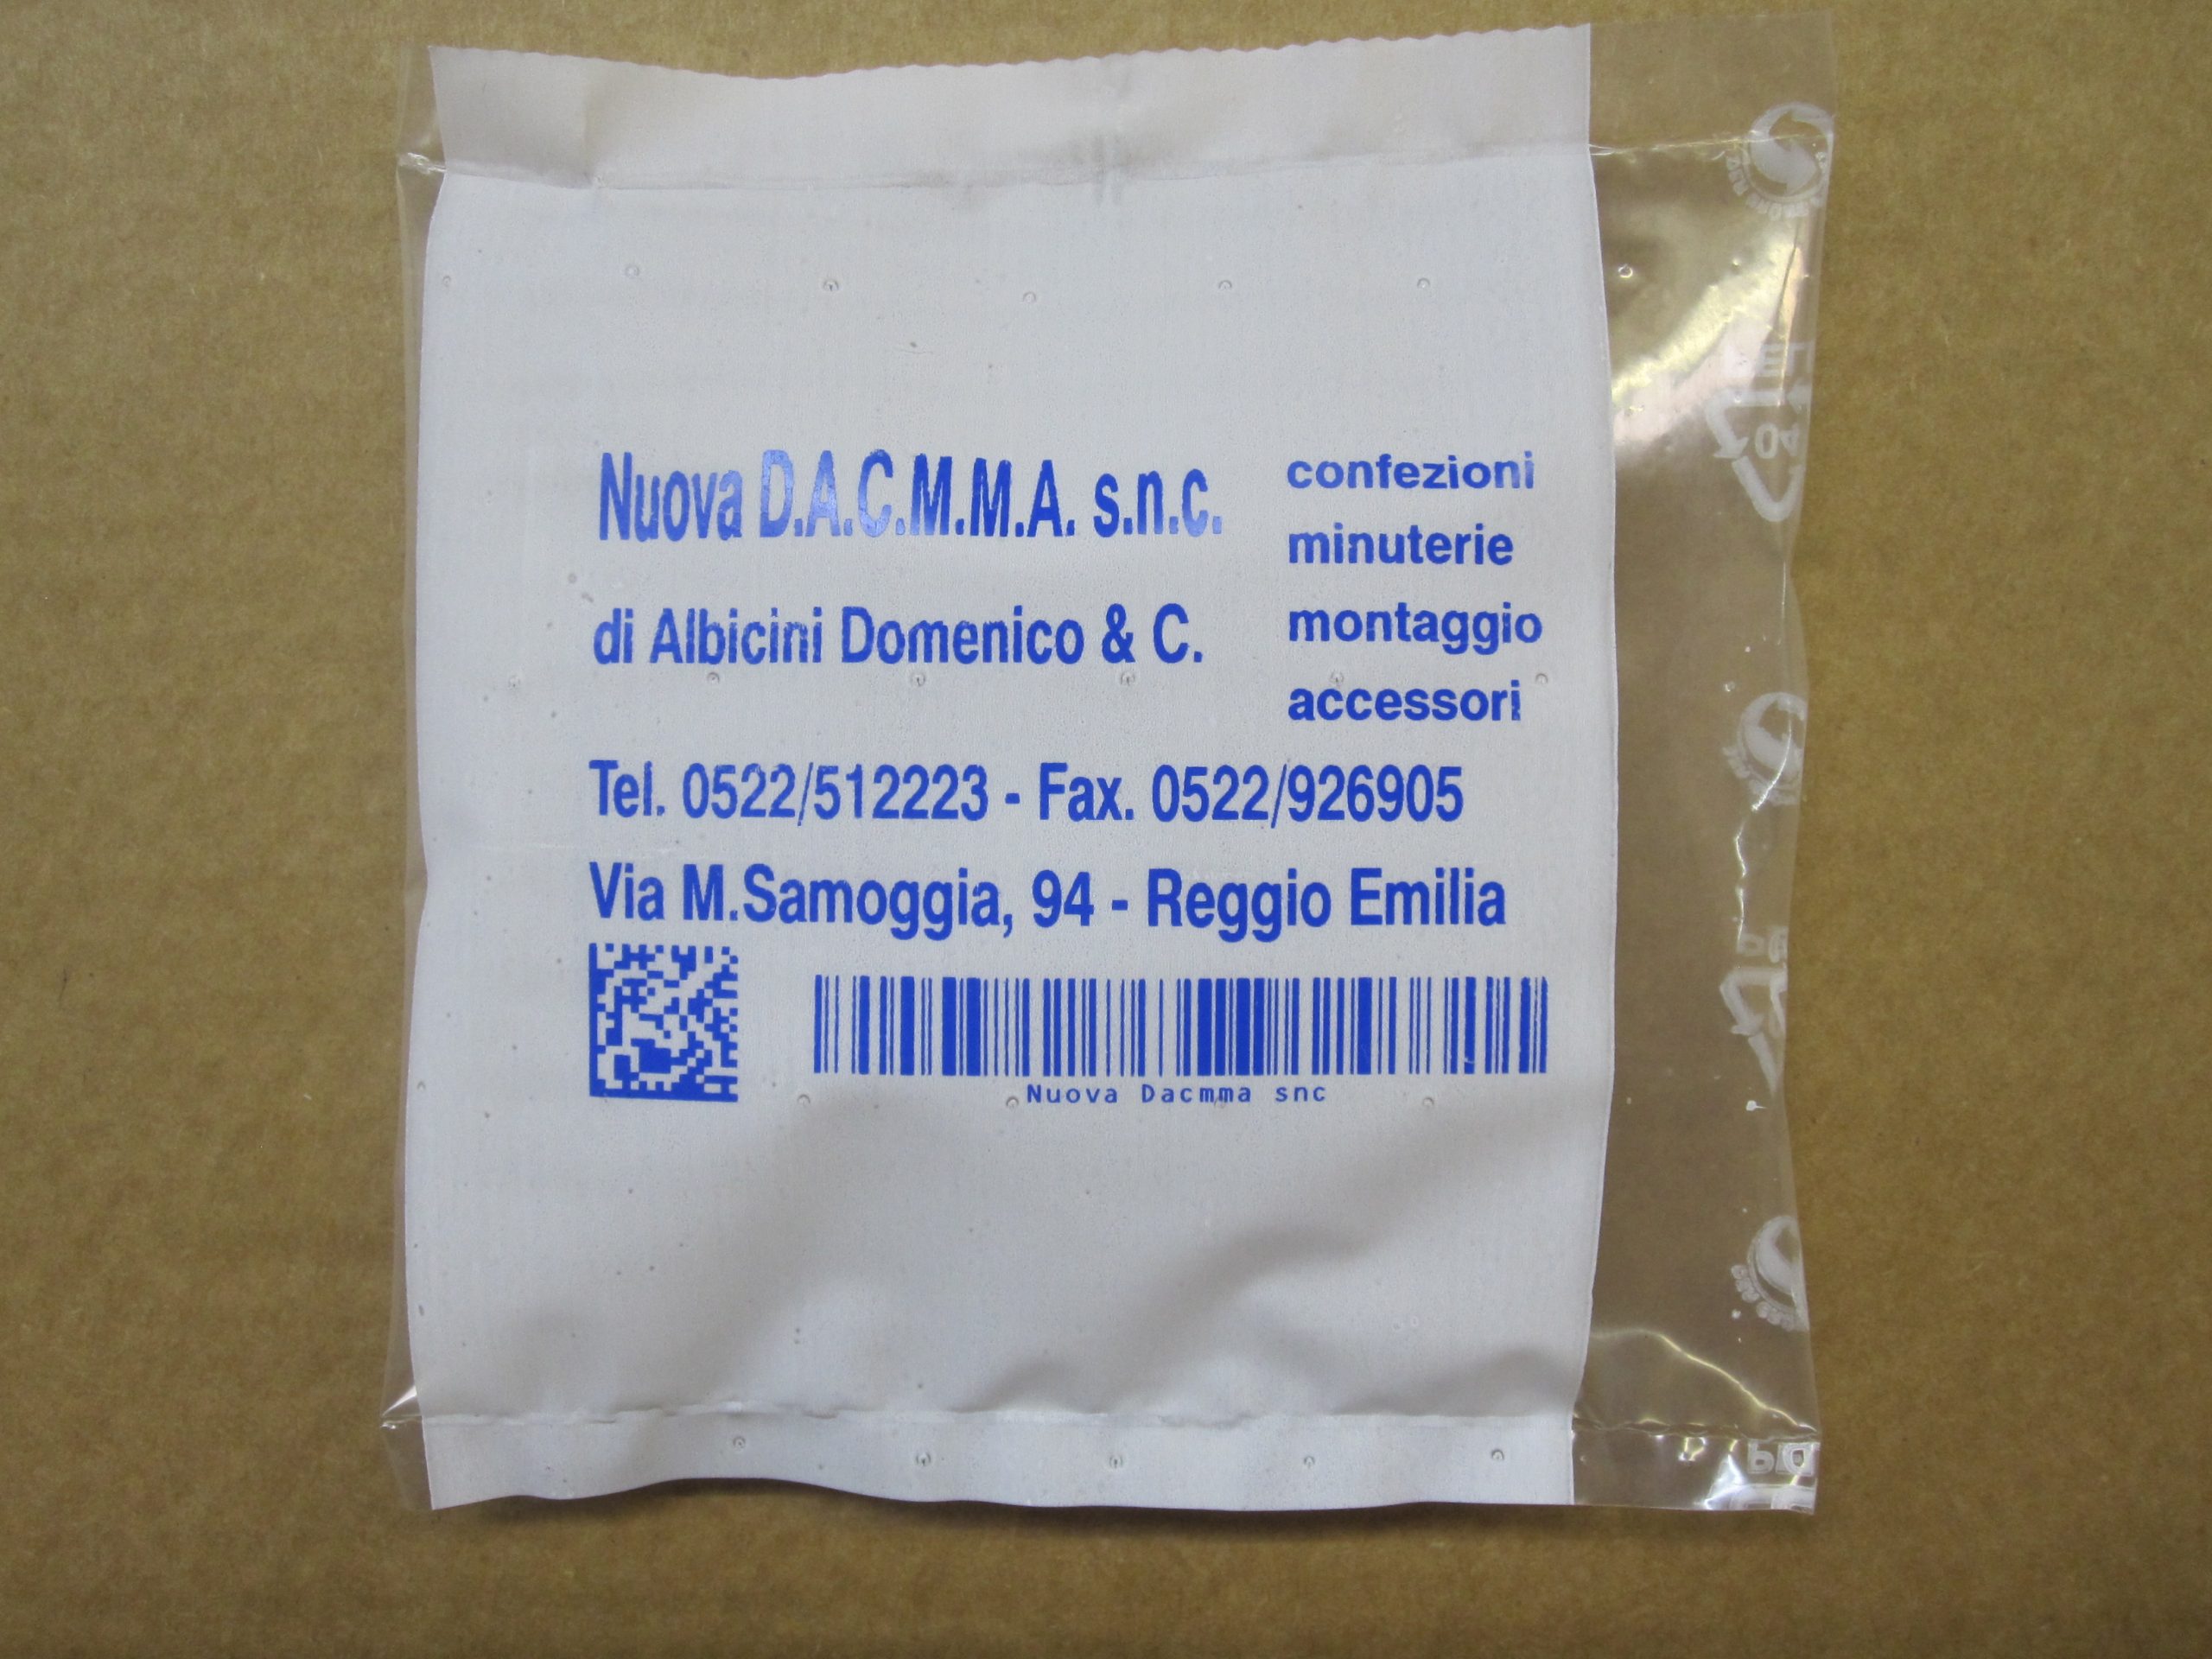 Nuova D.A.C.M.M.A. s.n.c.
di Albicini Domenico & C.
confezioni
minuterie
montaggio
accessori
Tel. 0522/512223 - Fax. 0522/926905
Via M.Samoggia, 94 - Reggio Emilia
Nuova Dacmma snc
04